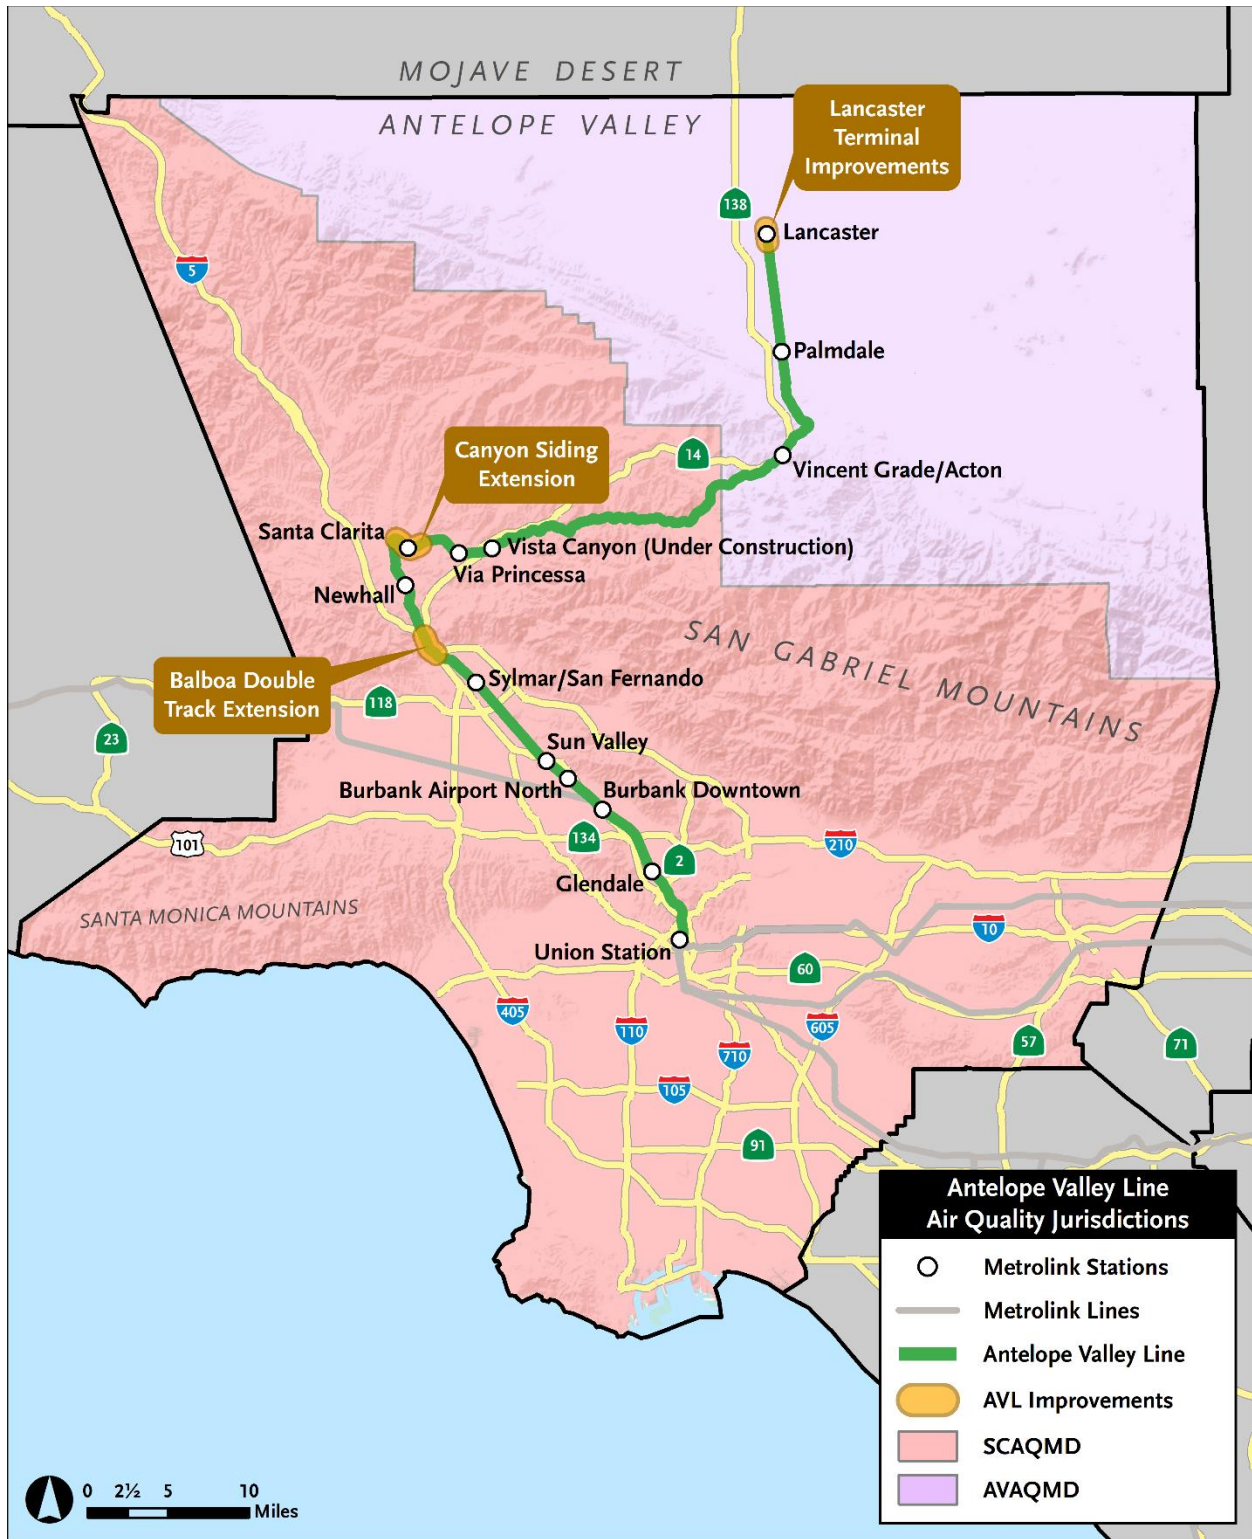 MOJAVE DESERT
ANTELOPE VALLEY
Lancaster
Terminal
Improvements
138
Lancaster
5
Palmdale
Canyon Siding
Extension
14
Vincent Grade/Acton
Santa Clarita
Vista Canyon (Under Construction)
Via Princessa
Newhall
SAN GABRIEL MOUNTAINS
Balboa Double
Track Extension
Sylmar/San Fernando
118
23
Sun Valley
Burbank Airport North
Burbank Downtown
101
134
2
210
Glendale
SANTA MONICA MOUNTAINS
10
Union Station
60
405
110
605
710
57
71
105
91
Antelope Valley Line
Air Quality Jurisdictions
Metrolink Stations
Metrolink Lines
Antelope Valley Line
AVL Improvements
SCAQMD
AVAQMD
0 2½ 5 10
Miles